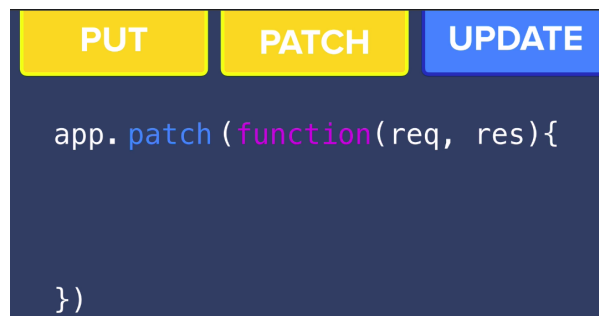 PUT PATCH UPDATE
app.patch(function(req, res){
})